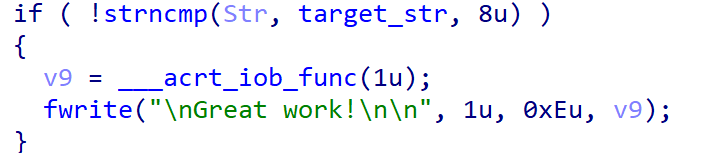 if ( !strncmp(Str, target_str, 8u) )
{
v9 = ___acrt_iob_func(1u);
fwrite("\nGreat work!\n\n", 1u, 0xEu, v9);
}